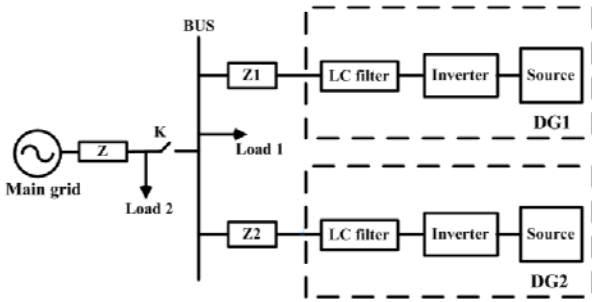 BUS
Z1
LC filter
Inverter
Source
DG1
K
Z
Load 1
Main grid
Load 2
Z2
LC filter
Inverter
Source
DG2